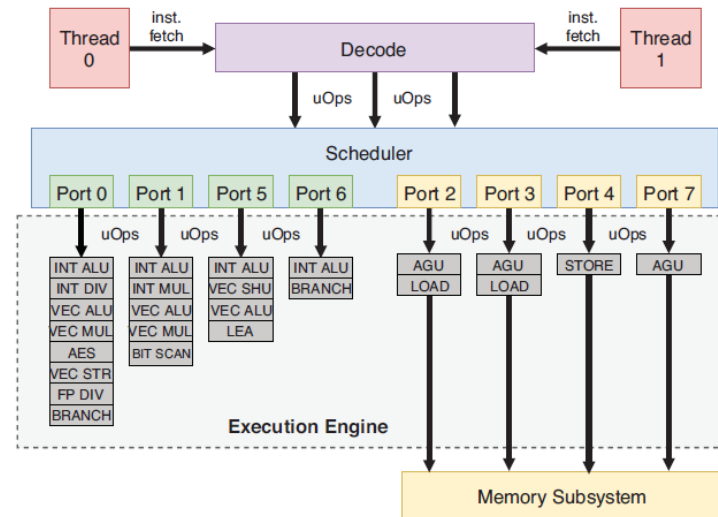 Thread
0
inst.
fetch
Decode
inst.
fetch
Thread
1
uOps
uOps
Scheduler
Port 0
Port 1
Port 5
Port 6
Port 2
Port 3
Port 4
Port 7
uOps
uOps
uOps
uOps
uOps
uOps
INT ALU
INT DIV
VEC ALU
VEC MUL
AES
VEC STR
FP DIV
BRANCH
INT ALU
INT MUL
VEC ALU
VEC MUL
BIT SCAN
INT ALU
VEC SHU
VEC ALU
LEA
INT ALU
BRANCH
AGU
LOAD
AGU
LOAD
STORE
AGU
Execution Engine
Memory Subsystem